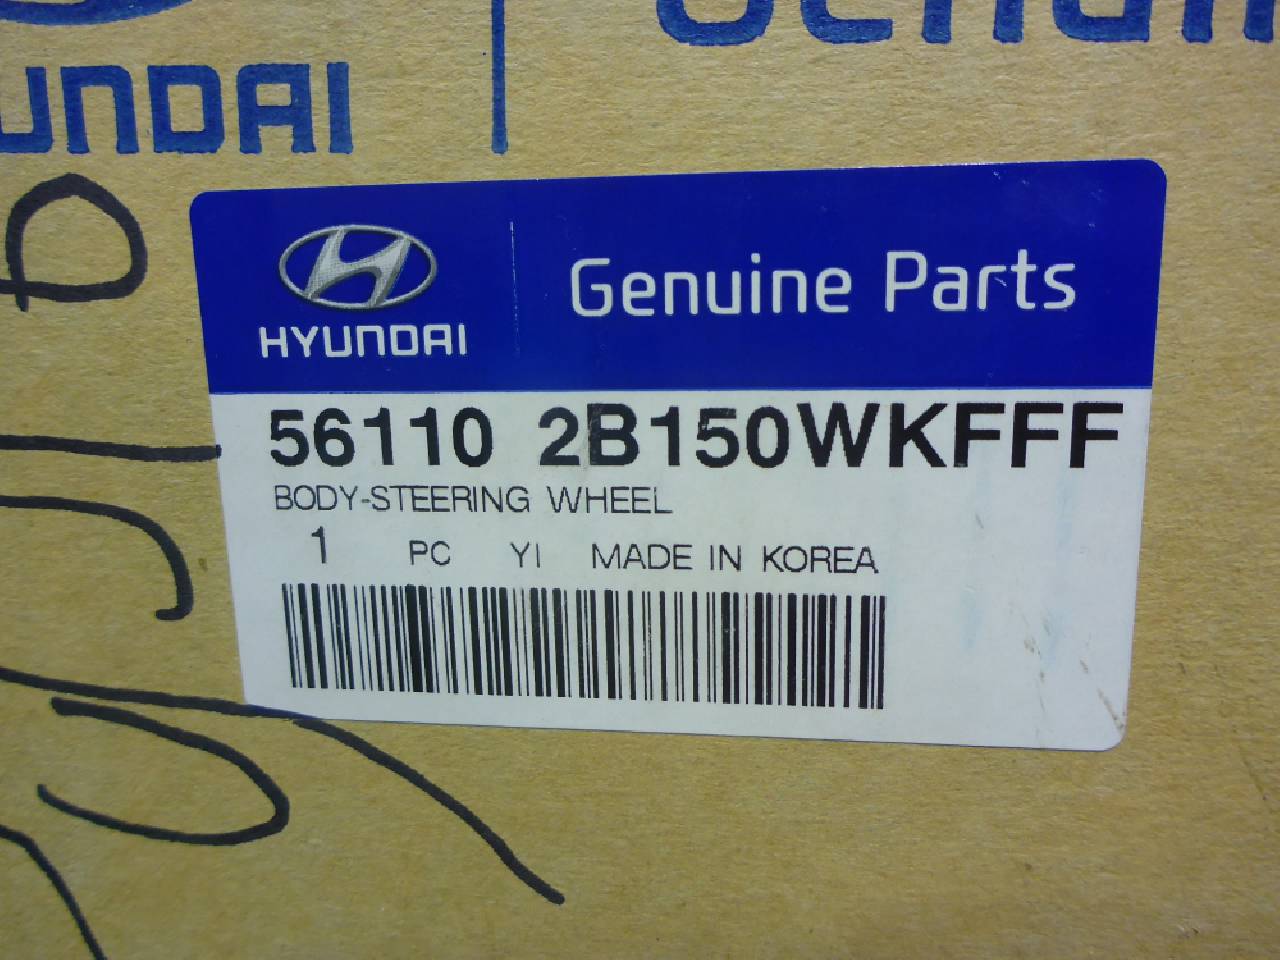 HYUNDAI
HYUNDAI
Genuine Parts
56110 2B150WKFFF
BODY-STEERING WHEEL
1 PC YI MADE IN KOREA